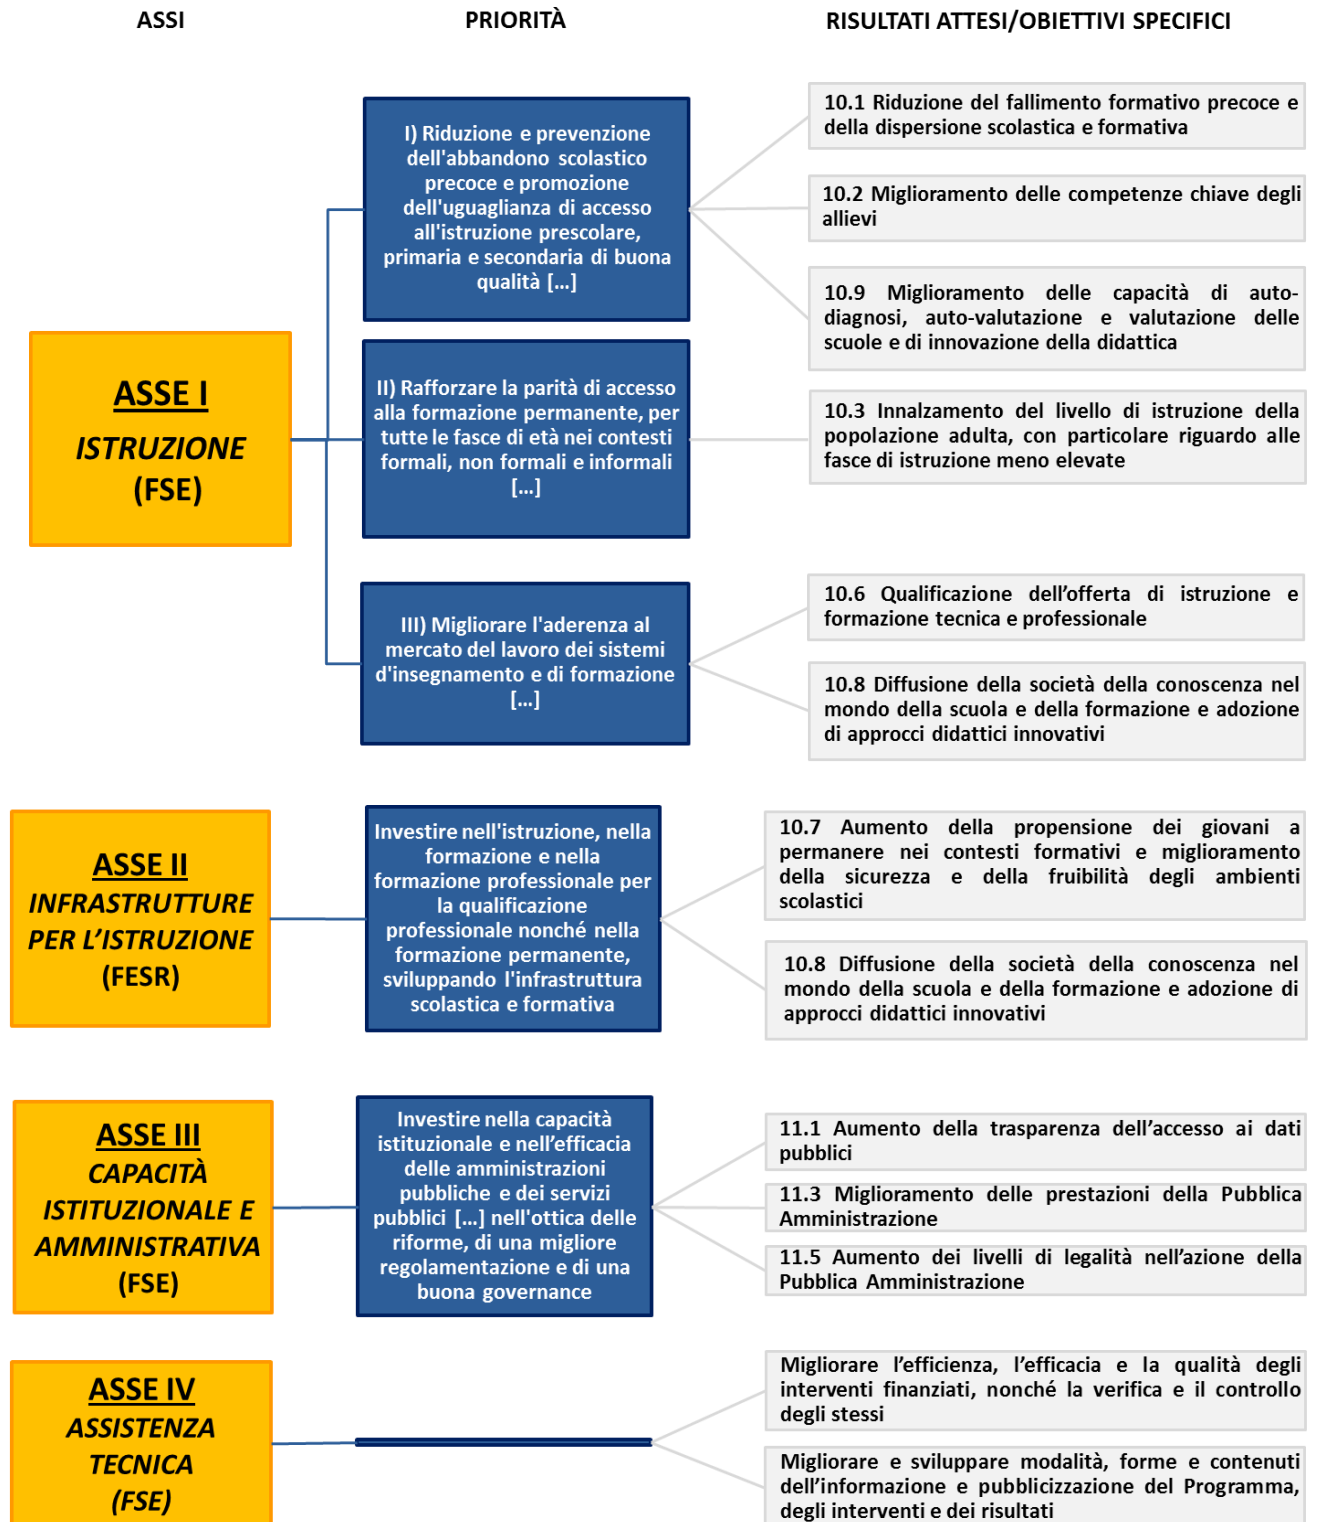 ASSI
PRIORITÀ
RISULTATI ATTESI/OBIETTIVI SPECIFICI
ASSE I
ISTRUZIONE
(FSE)
I) Riduzione e prevenzione
dell'abbandono scolastico
precoce e promozione
dell'uguaglianza di accesso
all'istruzione prescolare,
primaria e secondaria di buona
qualità [...]
10.1 Riduzione del fallimento formativo precoce e
della dispersione scolastica e formativa
10.2 Miglioramento delle competenze chiave degli
allievi
10.9 Miglioramento delle capacità di auto-
diagnosi, auto-valutazione e valutazione delle
scuole e di innovazione della didattica
II) Rafforzare la parità di accesso
alla formazione permanente, per
tutte le fasce di età nei contesti
formali, non formali e informali
[...]
10.3 Innalzamento del livello di istruzione della
popolazione adulta, con particolare riguardo alle
fasce di istruzione meno elevate
III) Migliorare l'aderenza al
mercato del lavoro dei sistemi
d'insegnamento e di formazione
[...]
10.6 Qualificazione dell’offerta di istruzione e
formazione tecnica e professionale
10.8 Diffusione della società della conoscenza nel
mondo della scuola e della formazione e adozione
di approcci didattici innovativi
ASSE II
INFRASTRUTTURE
PER L’ISTRUZIONE
(FESR)
Investire nell'istruzione, nella
formazione e nella
formazione professionale per
la qualificazione
professionale nonché nella
formazione permanente,
sviluppando l'infrastruttura
scolastica e formativa
10.7 Aumento della propensione dei giovani a
permanere nei contesti formativi e miglioramento
della sicurezza e della fruibilità degli ambienti
scolastici
10.8 Diffusione della società della conoscenza nel
mondo della scuola e della formazione e adozione di
approcci didattici innovativi
ASSE III
CAPACITÀ
ISTITUZIONALE E
AMMINISTRATIVA
(FSE)
Investire nella capacità
istituzionale e nell’efficacia
delle amministrazioni
pubbliche e dei servizi
pubblici [...] nell'ottica delle
riforme, di una migliore
regolamentazione e di una
buona governance
11.1 Aumento della trasparenza dell’accesso ai dati
pubblici
11.3 Miglioramento delle prestazioni della Pubblica
Amministrazione
11.5 Aumento dei livelli di legalità nell’azione della
Pubblica Amministrazione
ASSE IV
ASSISTENZA
TECNICA
(FSE)
Migliorare l’efficienza, l’efficacia e la qualità degli
interventi finanziati, nonché la verifica e il controllo
degli stessi
Migliorare e sviluppare modalità, forme e contenuti
dell’informazione e pubblicizzazione del Programma,
degli interventi e dei risultati